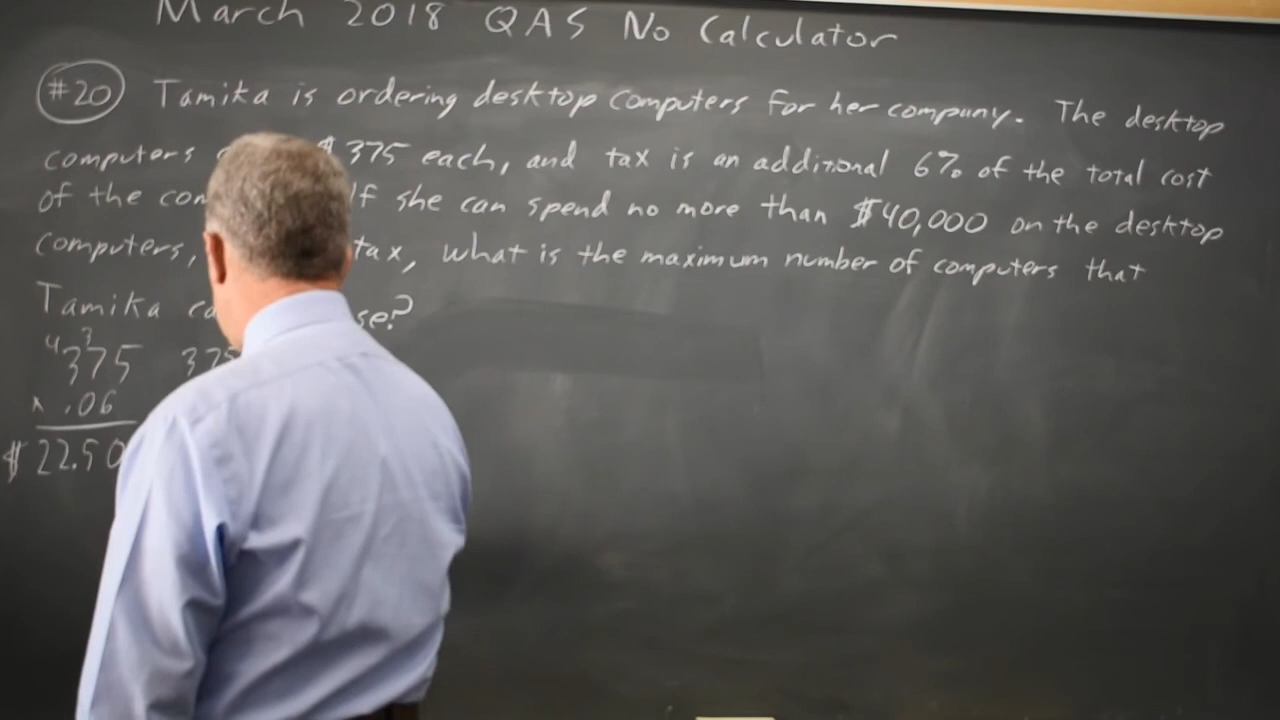 March 2018 QAS No Calculator
#20 Tamika is ordering desktop computers for her company. The desktop
computers $375 each, and tax is an additional 6% of the total cost
of the If she can spend no more than $40,000 on the desktop
computers, tax, what is the maximum number of computers that
Tamika
43
375 375
x .06
$22.50